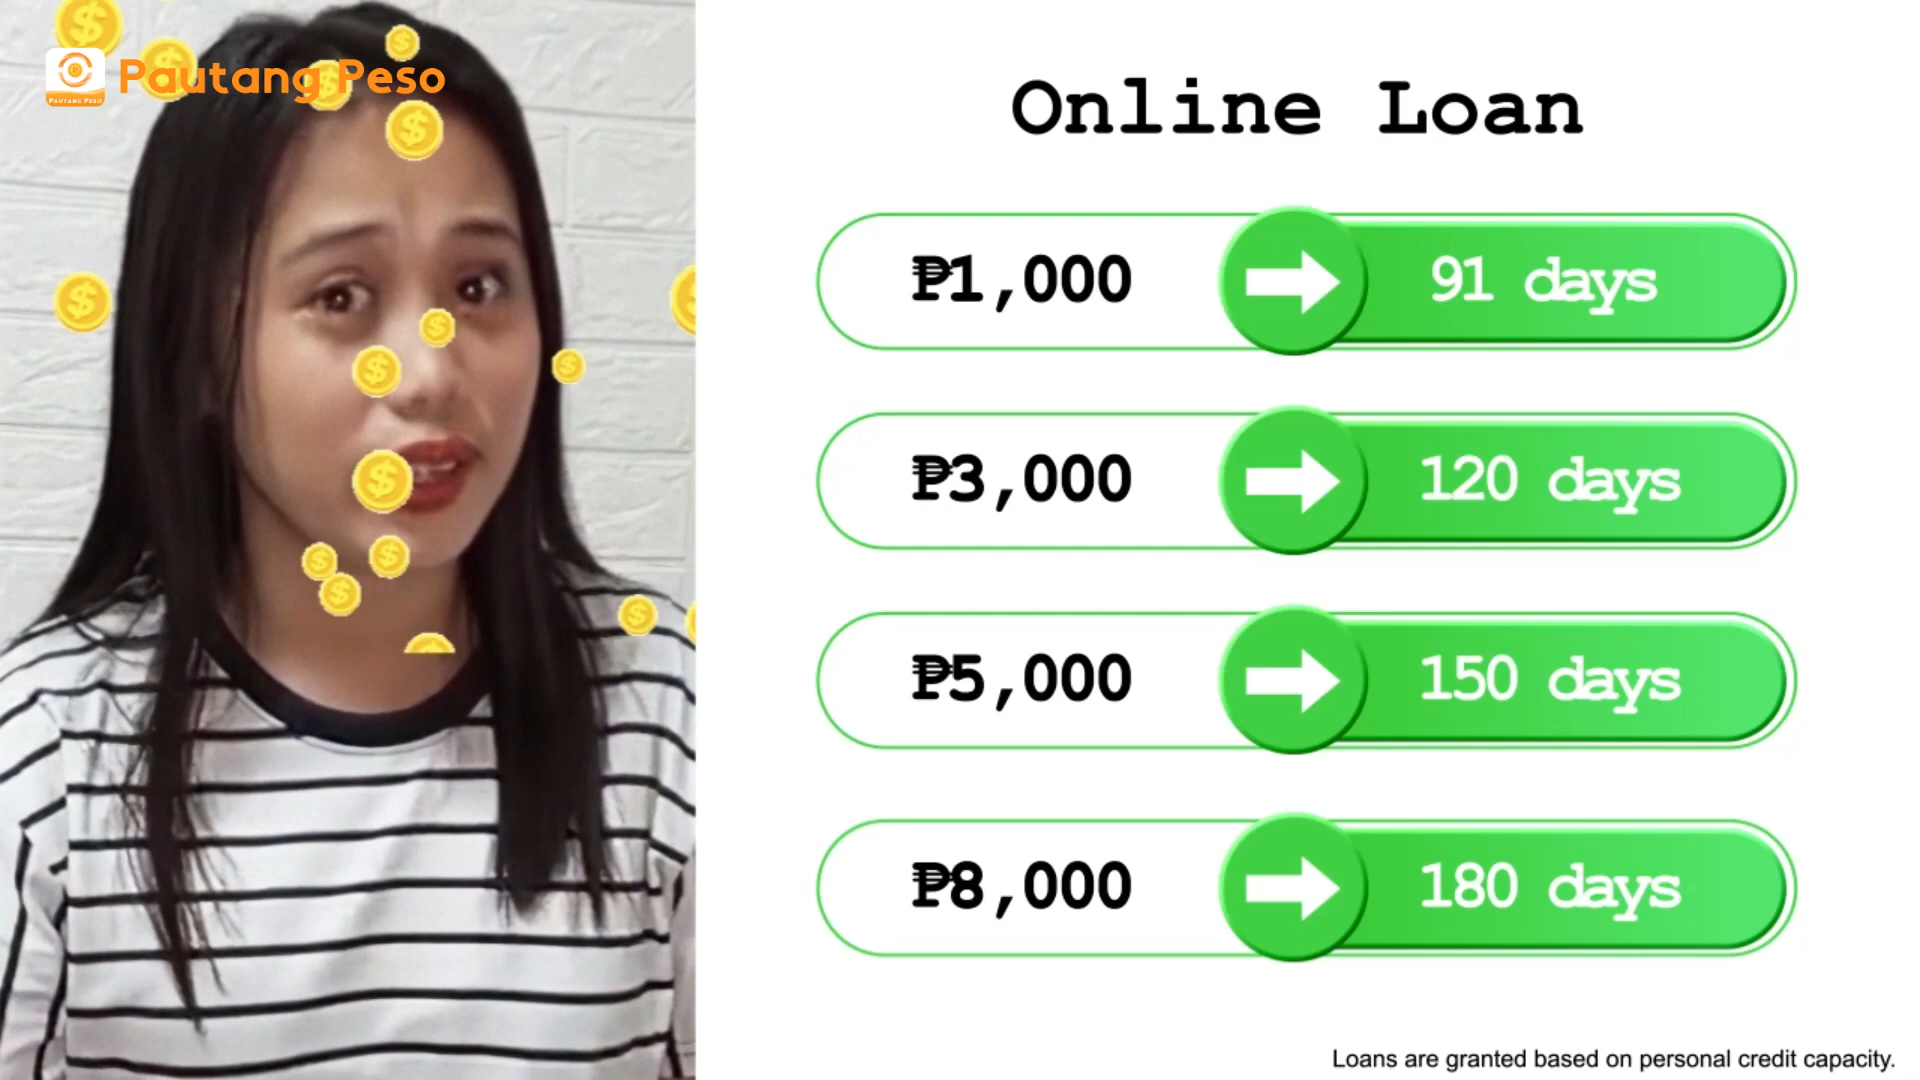 Pautang Peso
PAUTANG PESO
Online Loan
₱1,000
91 days
₱3,000
120 days
₱5,000
150 days
₱8,000
180 days
Loans are granted based on personal credit capacity.